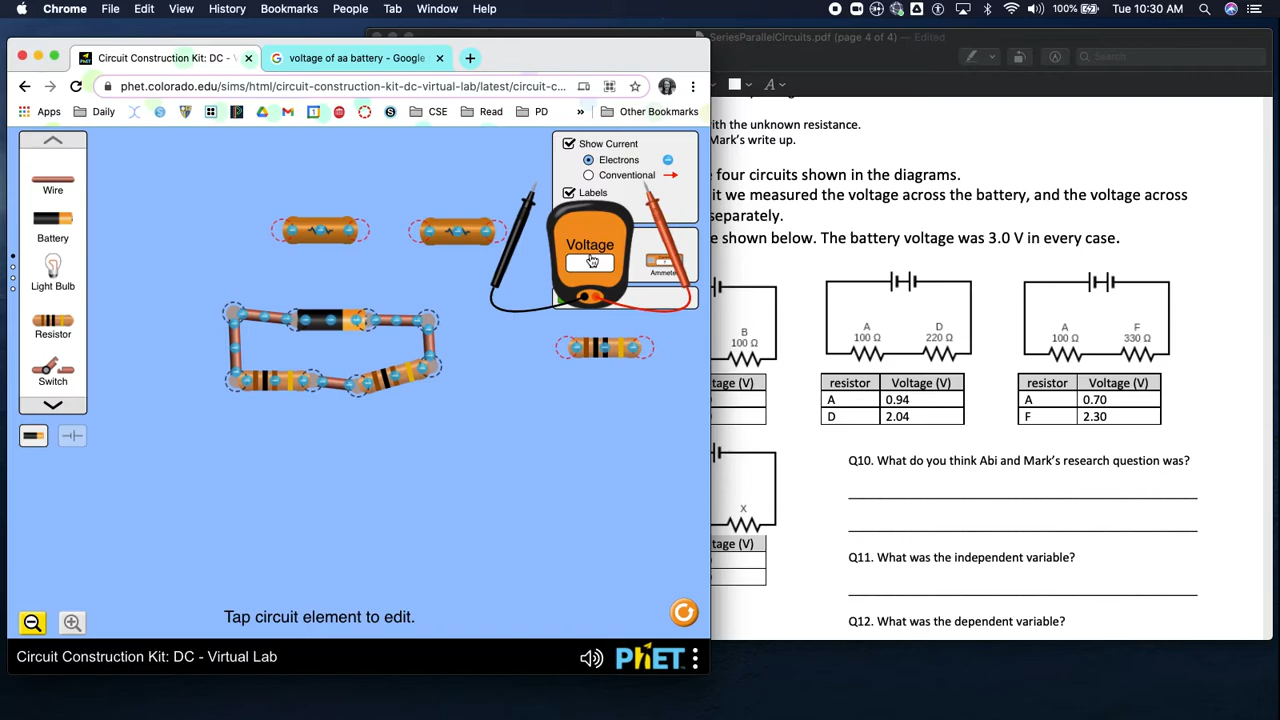 Chrome File Edit View History Bookmarks People Tab Window Help 100% Tue 10:30 AM
Circuit Construction Kit: DC - V voltage of aa battery - Google
phet.colorado.edu/sims/html/circuit-construction-kit-dc-virtual-lab/latest/circuit-c...
Apps Daily CSE Read PD » Other Bookmarks
Wire
Battery
Light Bulb
Resistor
Switch
Show Current
Electrons
Conventional
Labels
Voltage
Ammeter
Tap circuit element to edit.
Circuit Construction Kit: DC - Virtual Lab
PhET
SeriesParallelCircuits.pdf (page 4 of 4) — Edited
Search
with the unknown resistance.
Mark's write up.
e four circuits shown in the diagrams.
it we measured the voltage across the battery, and the voltage across
separately.
e shown below. The battery voltage was 3.0 V in every case.
B
100 Ω
tage (V)
A D
100 Ω 220 Ω
resistor Voltage (V)
A 0.94
D 2.04
A F
100 Ω 330 Ω
resistor Voltage (V)
A 0.70
F 2.30
X
tage (V)
Q10. What do you think Abi and Mark's research question was?
Q11. What was the independent variable?
Q12. What was the dependent variable?